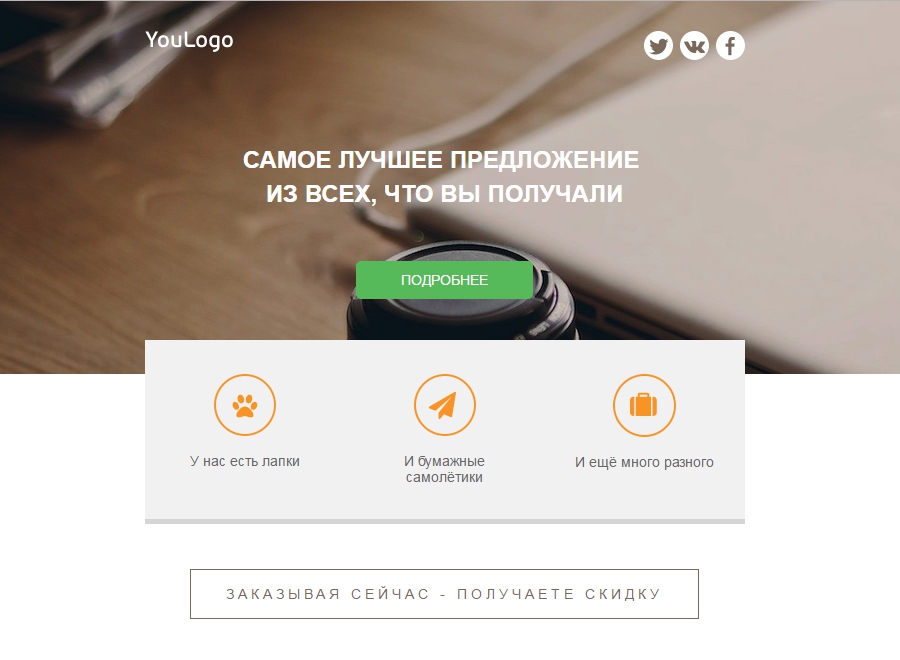 YouLogo
САМОЕ ЛУЧШЕЕ ПРЕДЛОЖЕНИЕ
ИЗ ВСЕХ, ЧТО ВЫ ПОЛУЧАЛИ
ПОДРОБНЕЕ
У нас есть лапки
И бумажные
самолётики
И ещё много разного
ЗАКАЗЫВАЯ СЕЙЧАС - ПОЛУЧАЕТЕ СКИДКУ